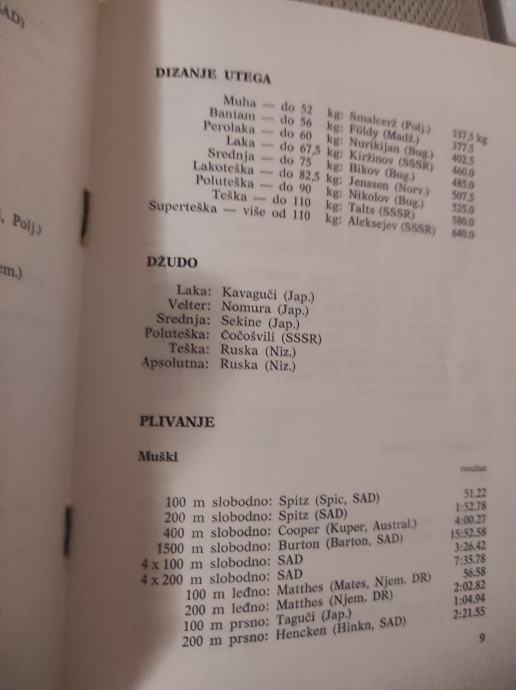 SAD)
, Polj.)
em.)
DIZANJE UTEGA
Muha — do 52 kg: Smalcerž (Polj.) 337,5 kg
Bantam — do 56 kg: Földy (Madž.) 377.5
Perolaka — do 60 kg: Nurikijan (Bug.) 402.5
Laka — do 67,5 kg: Kiržinov (SSSR) 460.0
Srednja — do 75 kg: Bikov (Bug.) 485.0
Lakoteška — do 82,5 kg: Jenssen (Norv.) 507.5
Poluteška — do 90 kg: Nikolov (Bug.) 525.0
Teška — do 110 kg: Talts (SSSR) 580.0
Superteška — više od 110 kg: Aleksejev (SSSR) 640.0
DŽUDO
Laka: Kavaguči (Jap.)
Velter: Nomura (Jap.)
Srednja: Sekine (Jap.)
Poluteška: Čočošvili (SSSR)
Teška: Ruska (Niz.)
Apsolutna: Ruska (Niz.)
PLIVANJE
Muški
rezultat
100 m slobodno: Spitz (Spic, SAD) 51.22
200 m slobodno: Spitz (SAD) 1:52.78
400 m slobodno: Cooper (Kuper, Austral.) 4:00.27
1500 m slobodno: Burton (Barton, SAD) 15:52.58
4 x 100 m slobodno: SAD 3:26.42
4 x 200 m slobodno: SAD 7:35.78
100 m leđno: Matthes (Mates, Njem. DR) 56.58
200 m leđno: Matthes (Njem. DR) 2:02.82
100 m prsno: Taguči (Jap.) 1:04.94
200 m prsno: Hencken (Hinkn, SAD) 2:21.55
9